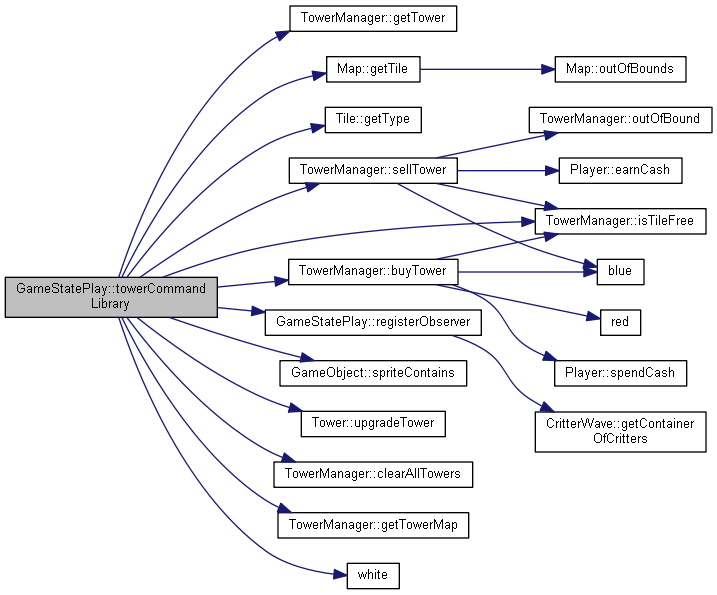 TowerManager::getTower
Map::getTile
Map::outOfBounds
Tile::getType
TowerManager::outOfBound
TowerManager::sellTower
Player::earnCash
TowerManager::isTileFree
TowerManager::buyTower
blue
GameStatePlay::towerCommand
Library
GameStatePlay::registerObserver
red
GameObject::spriteContains
Player::spendCash
Tower::upgradeTower
CritterWave::getContainer
OfCritters
TowerManager::clearAllTowers
TowerManager::getTowerMap
white